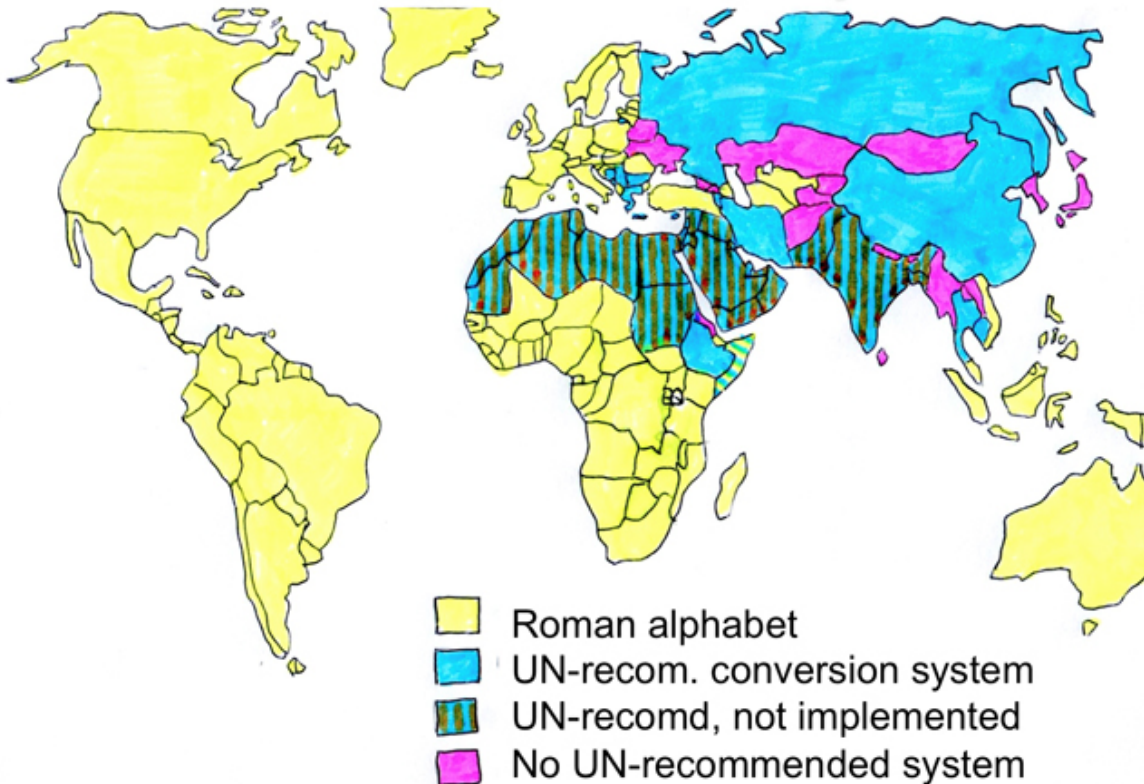 Roman alphabet
UN-recom. conversion system
UN-recomd, not implemented
No UN-recommended system